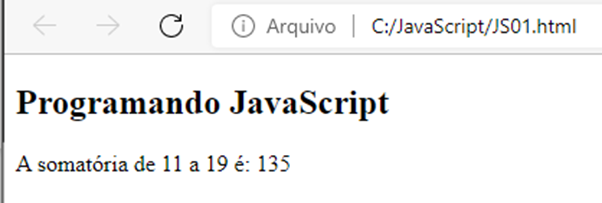 Arquivo | C:/JavaScript/JS01.html
Programando JavaScript
A somatória de 11 a 19 é: 135